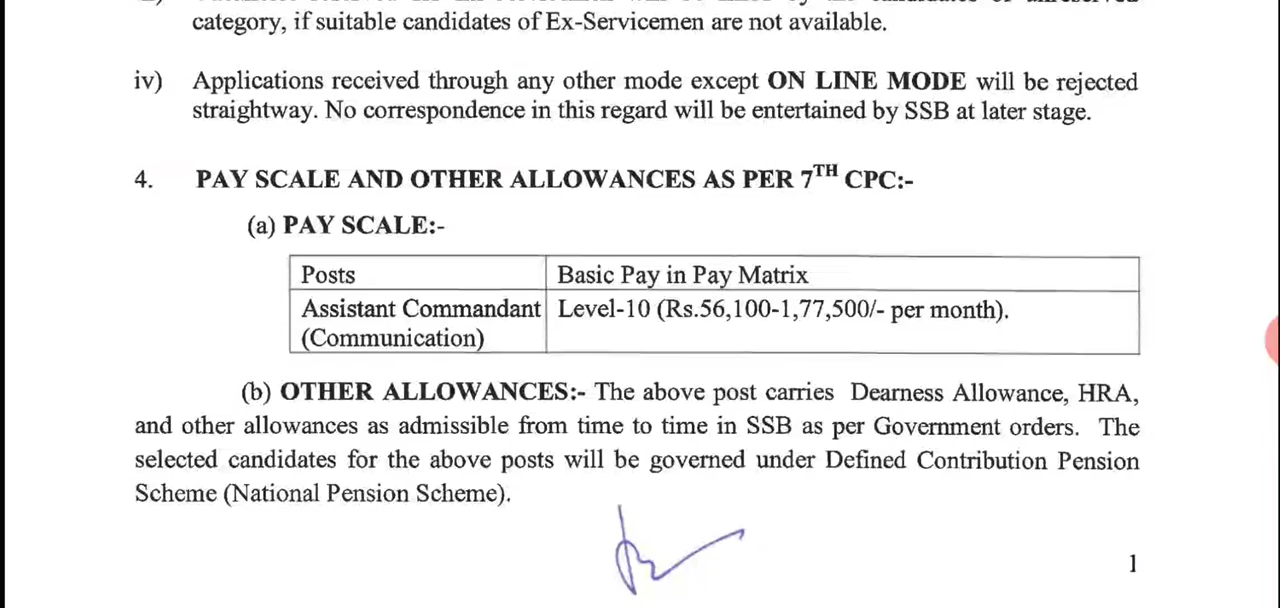 category, if suitable candidates of Ex-Servicemen are not available.
iv) Applications received through any other mode except ON LINE MODE will be rejected
straightway. No correspondence in this regard will be entertained by SSB at later stage.
4. PAY SCALE AND OTHER ALLOWANCES AS PER 7TH CPC:-
(a) PAY SCALE:-
Posts Basic Pay in Pay Matrix
Assistant Commandant Level-10 (Rs.56,100-1,77,500/- per month).
(Communication)
(b) OTHER ALLOWANCES:- The above post carries Dearness Allowance, HRA,
and other allowances as admissible from time to time in SSB as per Government orders. The
selected candidates for the above posts will be governed under Defined Contribution Pension
Scheme (National Pension Scheme).
1